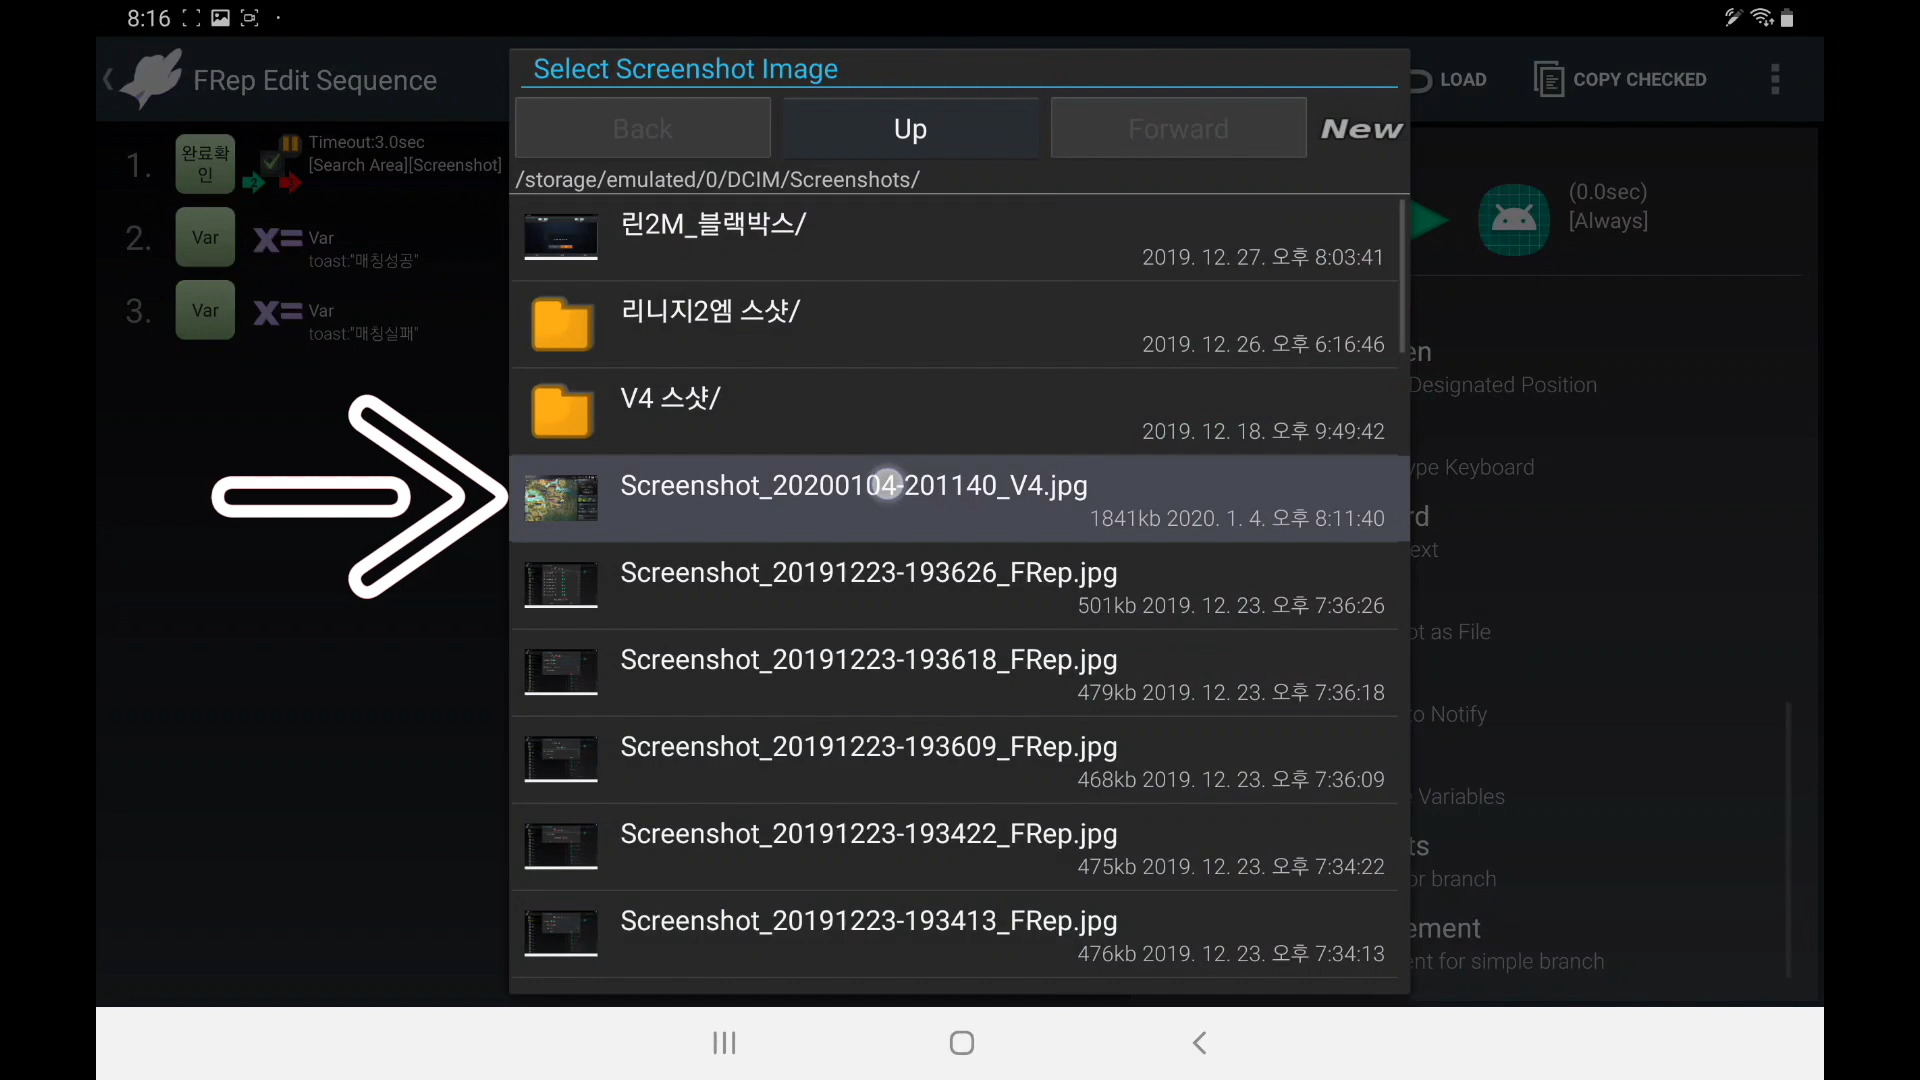 8:16
FRep Edit Sequence
LOAD
COPY CHECKED
1.
완료확
인
Timeout:3.0sec
[Search Area][Screenshot]
2.
Var
X=
Var
toast:"매칭성공"
3.
Var
X=
Var
toast:"매칭실패"
Select Screenshot Image
Back
Up
Forward
New
/storage/emulated/0/DCIM/Screenshots/
린2M_블랙박스/
2019. 12. 27. 오후 8:03:41
리니지2엠 스샷/
2019. 12. 26. 오후 6:16:46
V4 스샷/
2019. 12. 18. 오후 9:49:42
Screenshot_20200104-201140_V4.jpg
1841kb 2020. 1. 4. 오후 8:11:40
Screenshot_20191223-193626_FRep.jpg
501kb 2019. 12. 23. 오후 7:36:26
Screenshot_20191223-193618_FRep.jpg
479kb 2019. 12. 23. 오후 7:36:18
Screenshot_20191223-193609_FRep.jpg
468kb 2019. 12. 23. 오후 7:36:09
Screenshot_20191223-193422_FRep.jpg
475kb 2019. 12. 23. 오후 7:34:22
Screenshot_20191223-193413_FRep.jpg
476kb 2019. 12. 23. 오후 7:34:13
(0.0sec)
[Always]
en
Designated Position
ype Keyboard
rd
ext
ot as File
to Notify
Variables
ts
or branch
ement
ent for simple branch